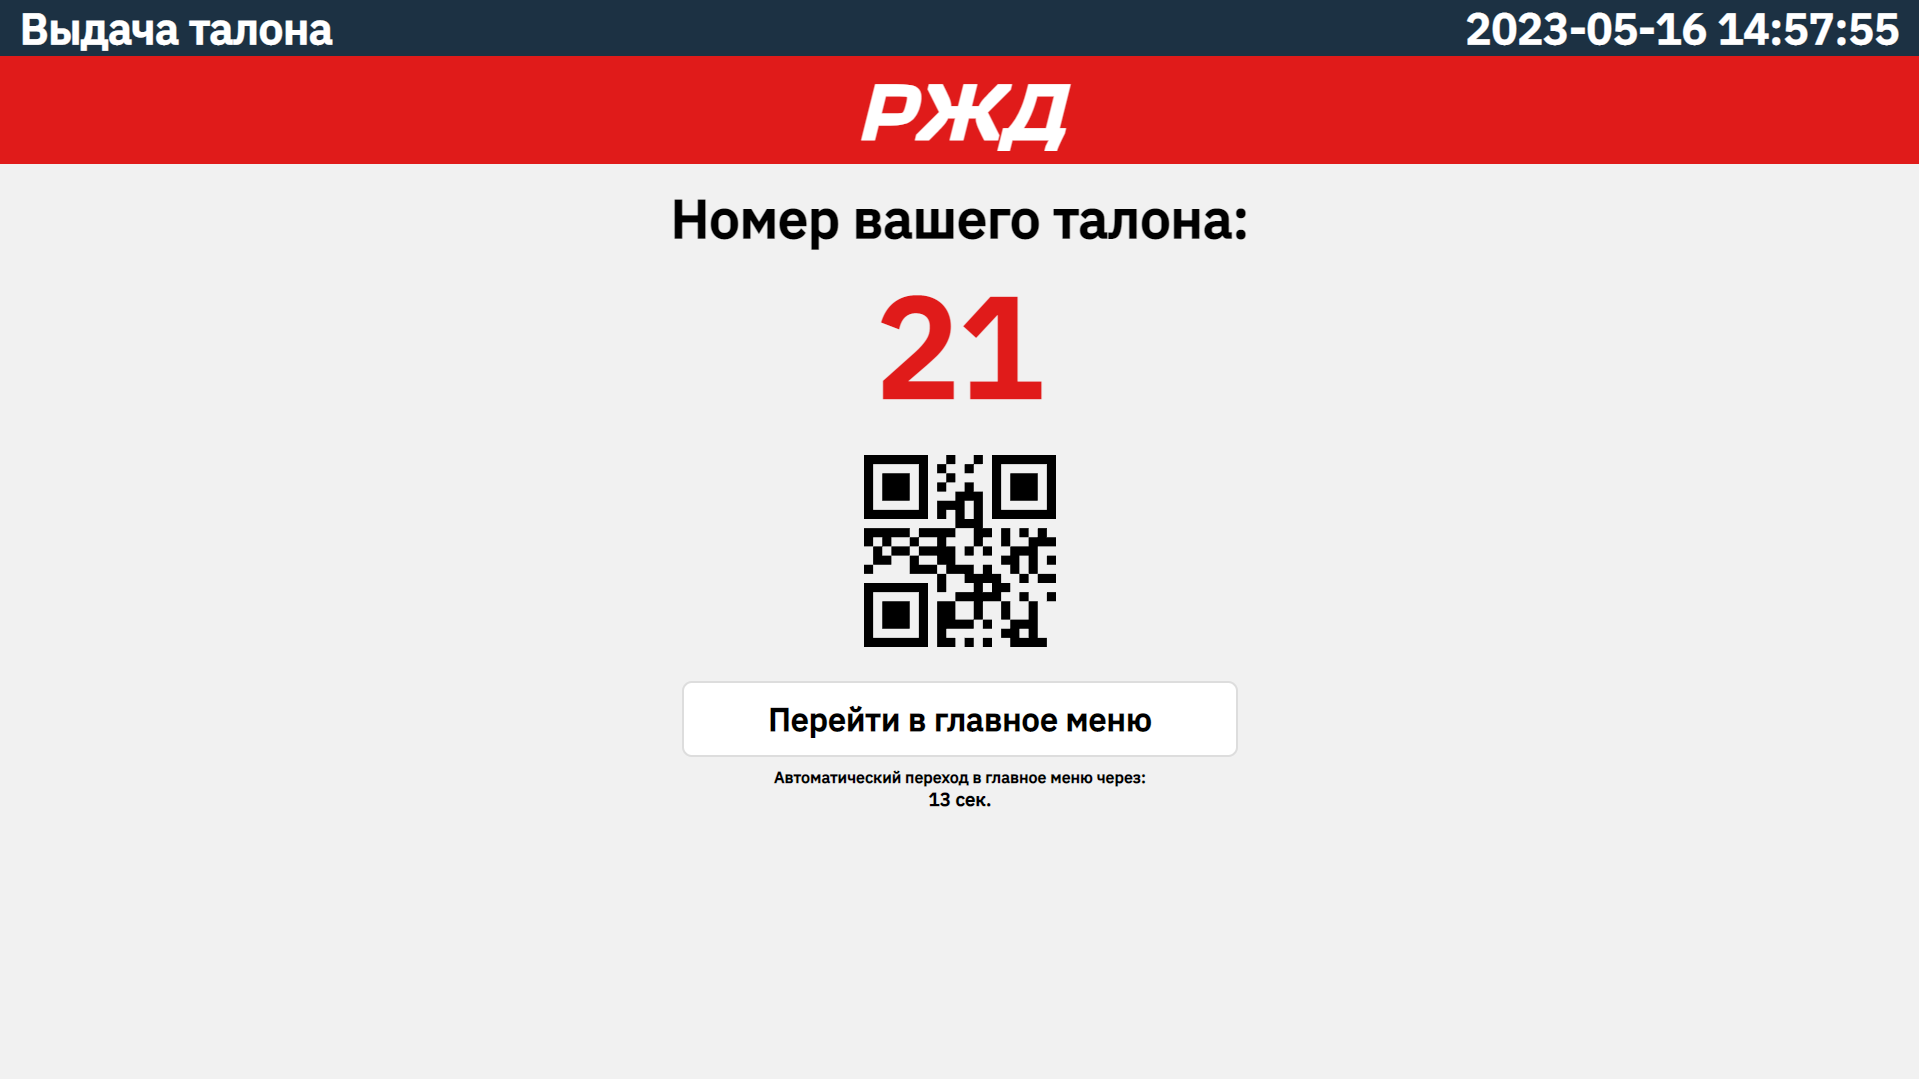 Выдача талона
2023-05-16 14:57:55
РЖД
Номер вашего талона:
21
Перейти в главное меню
Автоматический переход в главное меню через:
13 сек.